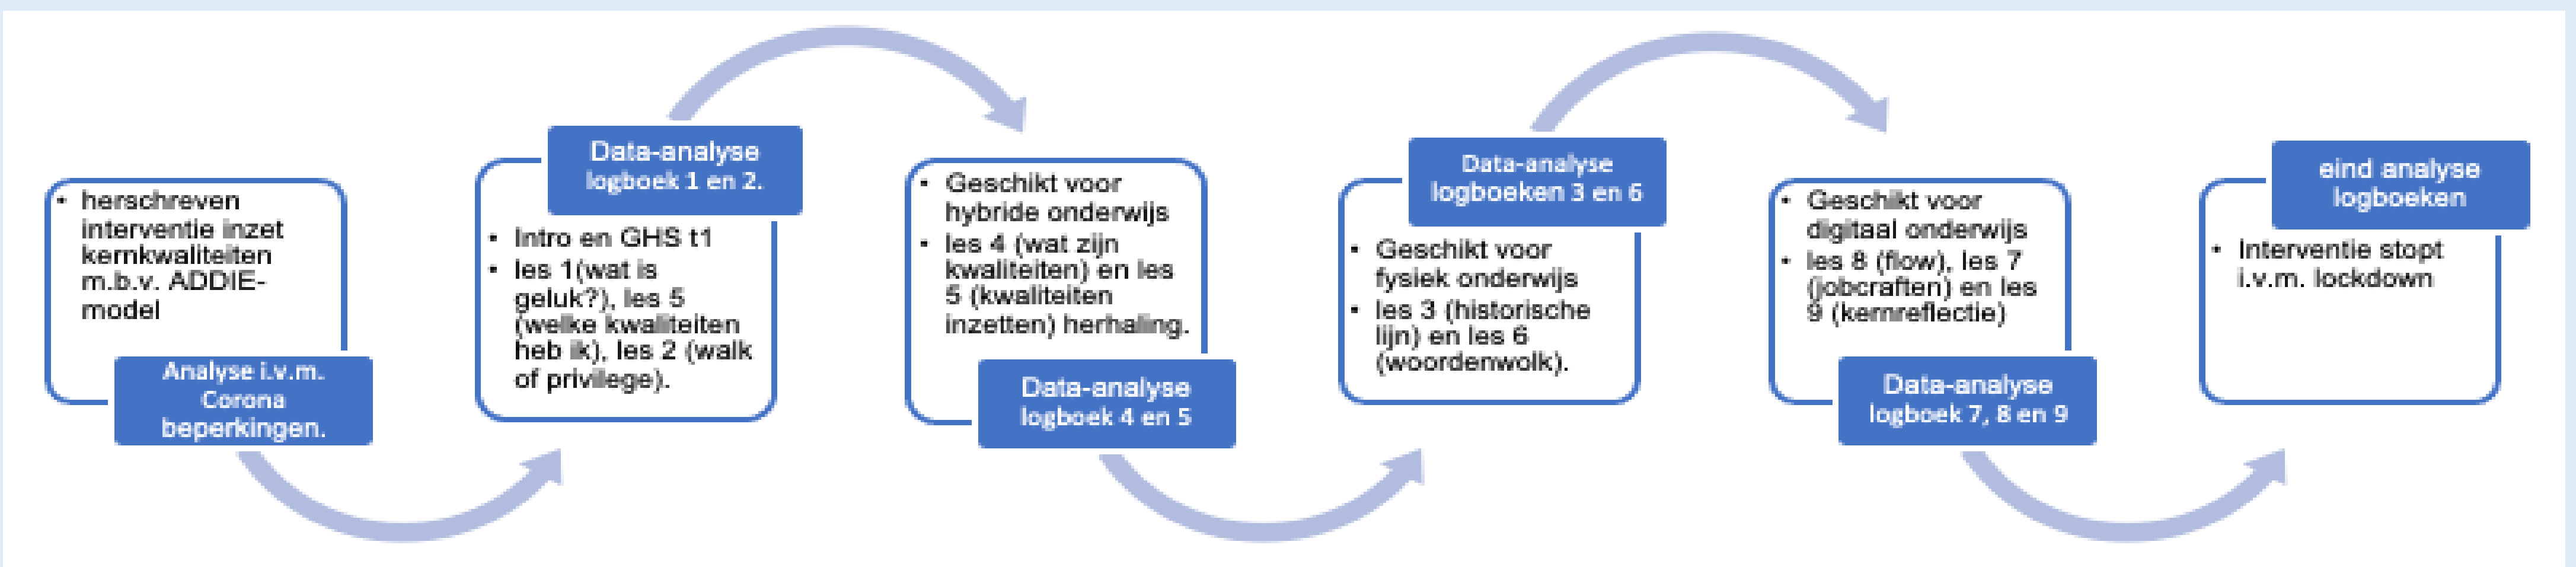 • herschreven
interventie inzet
kernkwaliteiten
m.b.v. ADDIE-
model
Analyse i.v.m.
Corona
beperkingen.
Data-analyse
logboek 1 en 2.
• Intro en GHS t1
• les 1(wat is
geluk?), les 5
(welke kwaliteiten
heb ik), les 2 (walk
of privilege).
• Geschikt voor
hybride onderwijs
• les 4 (wat zijn
kwaliteiten) en les
5 (kwaliteiten
inzetten) herhaling.
Data-analyse
logboek 4 en 5
Data-analyse
logboeken 3 en 6
• Geschikt voor
fysiek onderwijs
• les 3 (historische
lijn) en les 6
(woordenwolk).
• Geschikt voor
digitaal onderwijs
• les 8 (flow), les 7
(jobcraften) en les
9 (kernreflectie)
Data-analyse
logboek 7, 8 en 9
eind analyse
logboeken
• Interventie stopt
i.v.m. lockdown